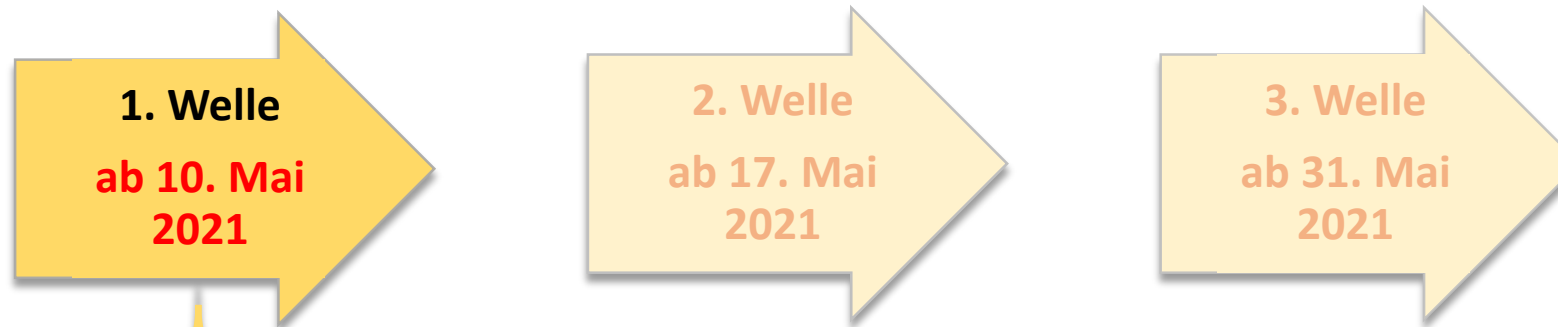 1. Welle
ab 10. Mai
2021
2. Welle
ab 17. Mai
2021
3. Welle
ab 31. Mai
2021